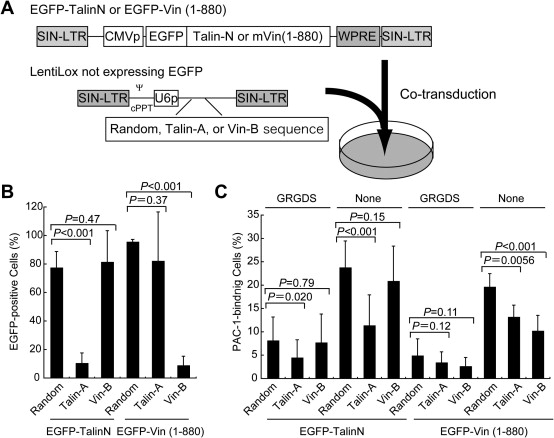 A
EGFP-TalinN or EGFP-Vin (1-880)
SIN-LTR CMVp EGFP Talin-N or mVin(1-880) WPRE SIN-LTR
LentiLox not expressing EGFP
Ψ
SIN-LTR cPPT U6p SIN-LTR
Random, Talin-A, or Vin-B sequence
Co-transduction
B
EGFP-positive Cells (%)
120
100
80
60
40
20
0
P=0.47
P<0.001
P<0.001
P=0.37
Random Talin-A Vin-B Random Talin-A Vin-B
EGFP-TalinN EGFP-Vin (1-880)
C
GRGDS None GRGDS None
PAC-1-bindnig Cells (%)
35
30
25
20
15
10
5
0
P=0.79
P=0.020
P=0.15
P<0.001
P=0.11
P=0.12
P<0.001
P=0.0056
Random Talin-A Vin-B Random Talin-A Vin-B Random Talin-A Vin-B Random Talin-A Vin-B
EGFP-TalinN EGFP-Vin (1-880)